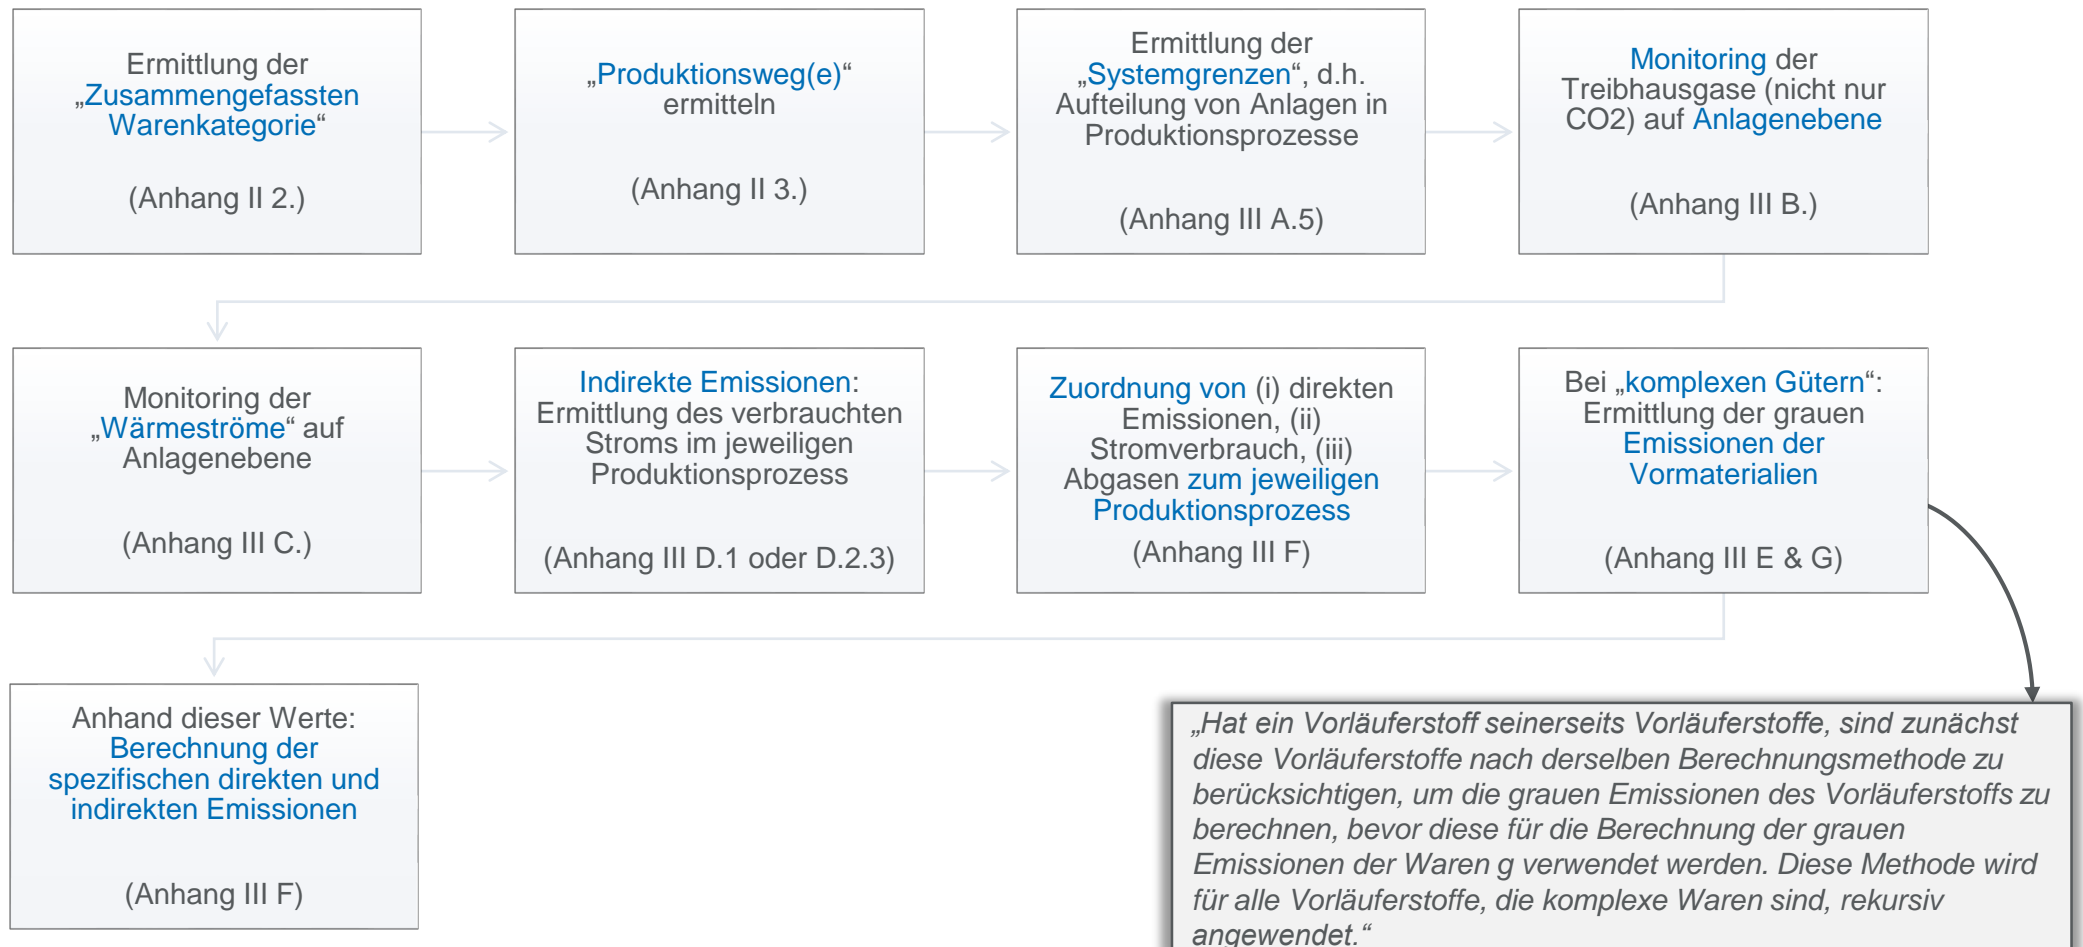 Ermittlung der
„Zusammengefassten
Warenkategorie“
(Anhang II 2.)
„Produktionsweg(e)“
ermitteln
(Anhang II 3.)
Ermittlung der
„Systemgrenzen“, d.h.
Aufteilung von Anlagen in
Produktionsprozesse
(Anhang III A.5)
Monitoring der
Treibhausgase (nicht nur
CO2) auf Anlagenebene
(Anhang III B.)
Monitoring der
„Wärmeströme“ auf
Anlagenebene
(Anhang III C.)
Indirekte Emissionen:
Ermittlung des verbrauchten
Stroms im jeweiligen
Produktionsprozess
(Anhang III D.1 oder D.2.3)
Zuordnung von (i) direkten
Emissionen, (ii)
Stromverbrauch, (iii)
Abgasen zum jeweiligen
Produktionsprozess
(Anhang III F)
Bei „komplexen Gütern“:
Ermittlung der grauen
Emissionen der
Vormaterialien
(Anhang III E & G)
Anhand dieser Werte:
Berechnung der
spezifischen direkten und
indirekten Emissionen
(Anhang III F)
„Hat ein Vorläuferstoff seinerseits Vorläuferstoffe, sind zunächst
diese Vorläuferstoffe nach derselben Berechnungsmethode zu
berücksichtigen, um die grauen Emissionen des Vorläuferstoffs zu
berechnen, bevor diese für die Berechnung der grauen
Emissionen der Waren g verwendet werden. Diese Methode wird
für alle Vorläuferstoffe, die komplexe Waren sind, rekursiv
angewendet.“